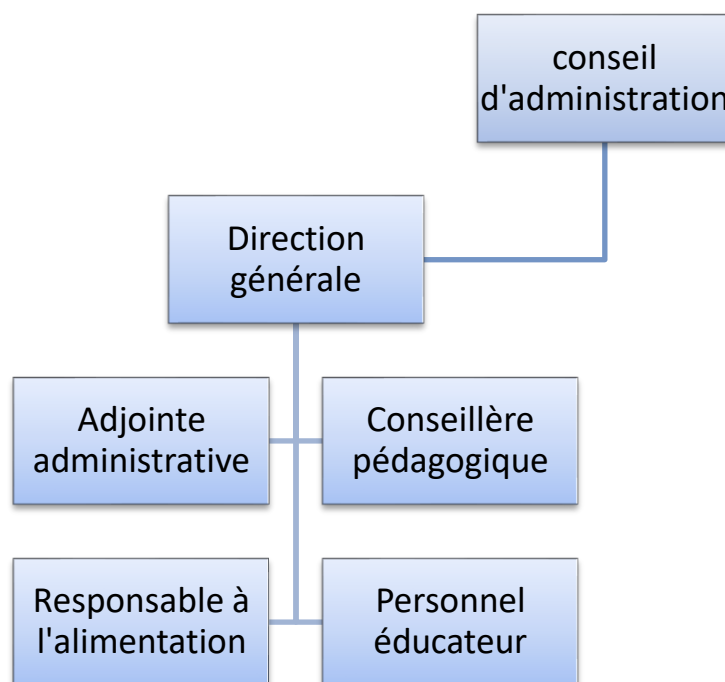 conseil
d'administration
Direction
générale
Adjointe
administrative
Conseillère
pédagogique
Responsable à
l'alimentation
Personnel
éducateur